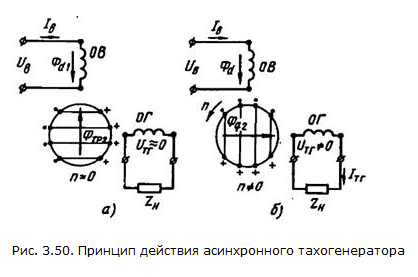 Iв
Iв
Uв
Фd1
ОВ
Uв
Фd
ОВ
ОГ
n
ОГ
Фтр2
Uтг≈0
Фq2
Uтг≠0
Iтг
n=0
Zн
n≠0
Zн
а)
б)
Рис. 3.50. Принцип действия асинхронного тахогенератора